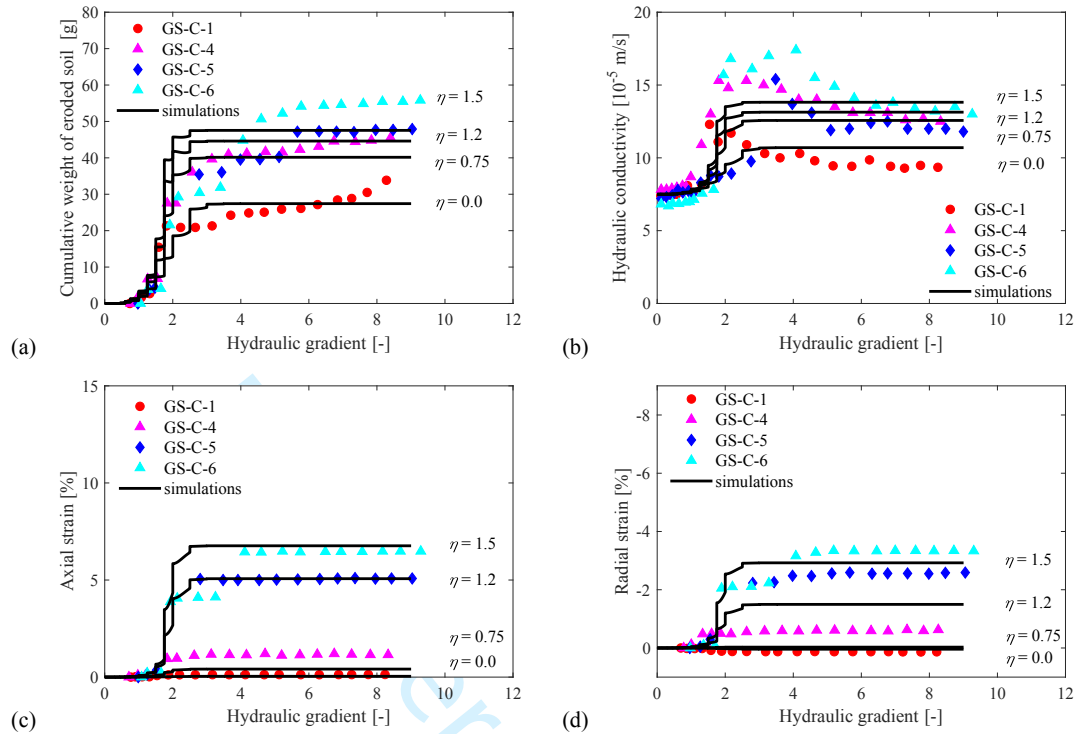 80
70
60
50
40
30
20
10
0
0
2
4
6
8
10
12
Cumulative weight of eroded soil [g]
Hydraulic gradient [-]
GS-C-1
GS-C-4
GS-C-5
GS-C-6
simulations
η = 1.5
η = 1.2
η = 0.75
η = 0.0
(a)
20
15
10
5
0
0
2
4
6
8
10
12
Hydraulic conductivity [10⁻⁵ m/s]
Hydraulic gradient [-]
η = 1.5
η = 1.2
η = 0.75
η = 0.0
GS-C-1
GS-C-4
GS-C-5
GS-C-6
simulations
(b)
15
10
5
0
0
2
4
6
8
10
12
Axial strain [%]
Hydraulic gradient [-]
GS-C-1
GS-C-4
GS-C-5
GS-C-6
simulations
η = 1.5
η = 1.2
η = 0.75
η = 0.0
(c)
-8
-6
-4
-2
0
0
2
4
6
8
10
12
Radial strain [%]
Hydraulic gradient [-]
GS-C-1
GS-C-4
GS-C-5
GS-C-6
simulations
η = 1.5
η = 1.2
η = 0.75
η = 0.0
(d)
er